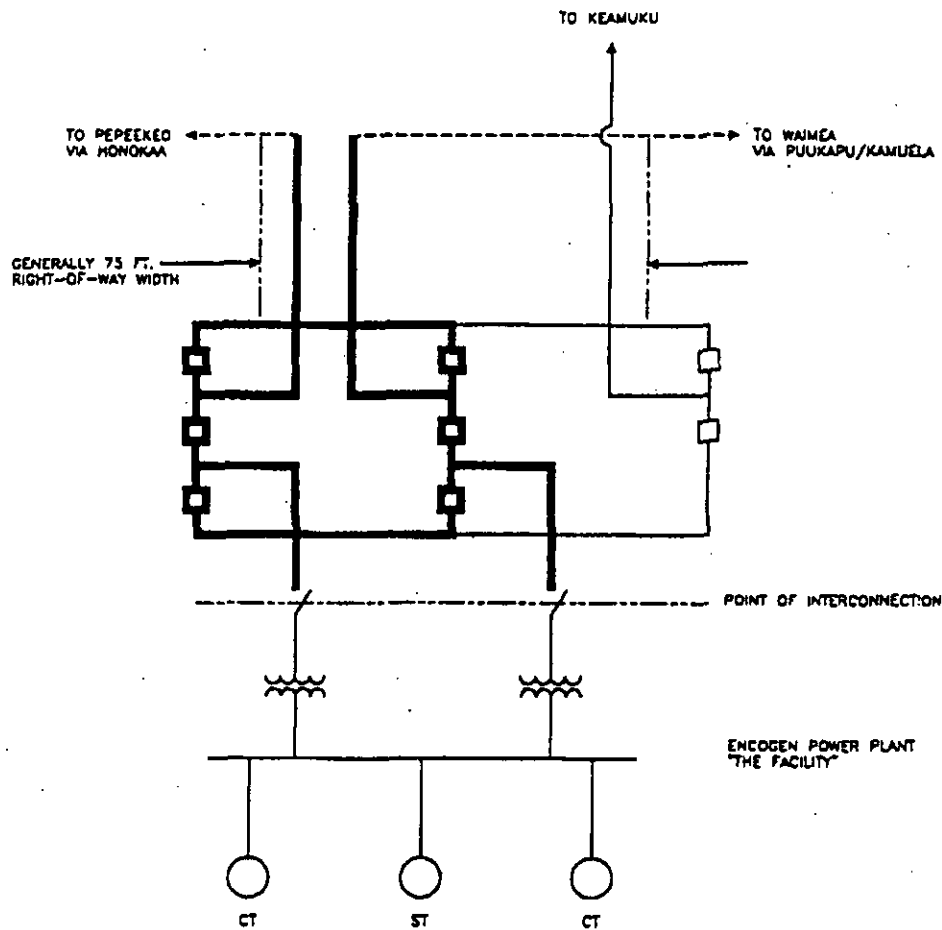 TO KEAMUKU
TO PEPEEKEO
VIA HONOKAA
TO WAIMEA
VIA PUUKAPU/KAMUELA
GENERALLY 75 FT.
RIGHT-OF-WAY WIDTH
POINT OF INTERCONNECTION
ENCOGEN POWER PLANT
"THE FACILITY"
CT
ST
CT